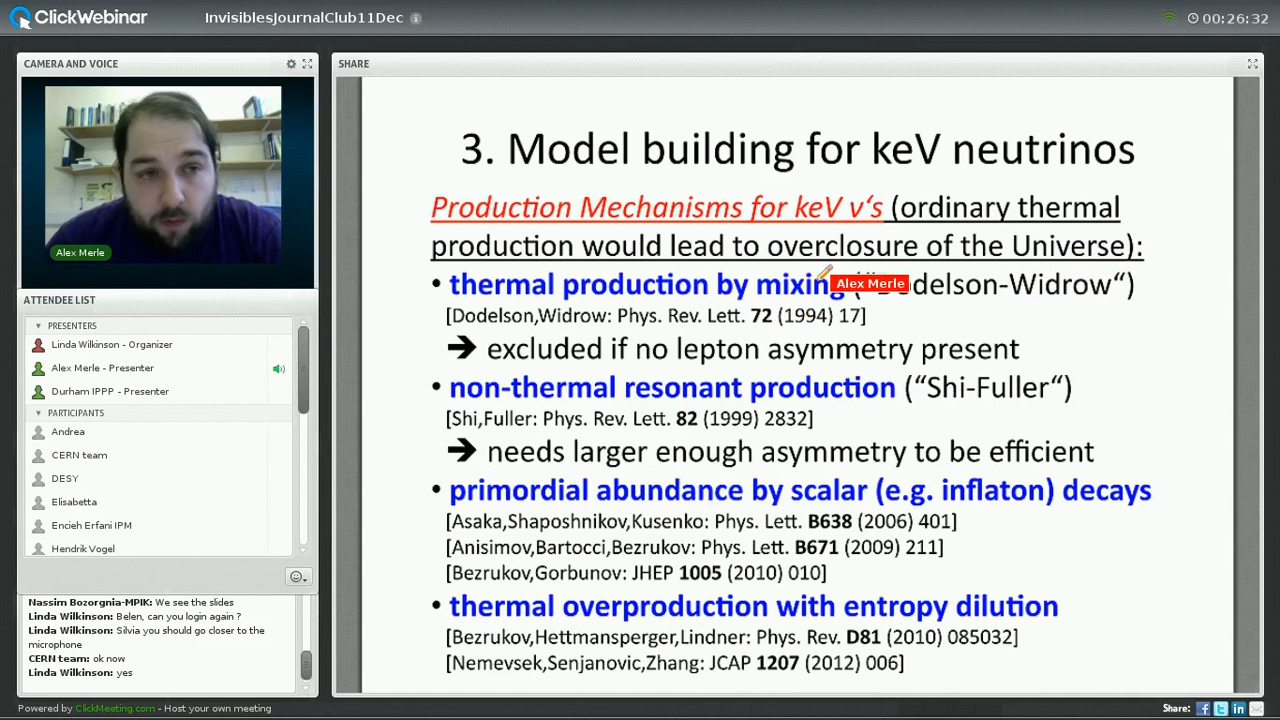 ClickWebinar
InvisiblesJournalClub11Dec
00:26:32
CAMERA AND VOICE
Alex Merle
ATTENDEE LIST
PRESENTERS
Linda Wilkinson - Organizer
Alex Merle - Presenter
Durham IPPP - Presenter
PARTICIPANTS
Andrea
CERN team
DESY
Elisabetta
Encieh Erfani IPM
Hendrik Vogel
Nassim Bozorgnia-MPIK: We see the slides
Linda Wilkinson: Belen, can you login again ?
Linda Wilkinson: Silvia you should go closer to the
microphone
CERN team: ok now
Linda Wilkinson: yes
SHARE
3. Model building for keV neutrinos
Production Mechanisms for keV ν‘s (ordinary thermal
production would lead to overclosure of the Universe):
• thermal production by mixing Alex Merle Dodelson-Widrow“)
[Dodelson,Widrow: Phys. Rev. Lett. 72 (1994) 17]
➔ excluded if no lepton asymmetry present
• non-thermal resonant production (“Shi-Fuller“)
[Shi,Fuller: Phys. Rev. Lett. 82 (1999) 2832]
➔ needs larger enough asymmetry to be efficient
• primordial abundance by scalar (e.g. inflaton) decays
[Asaka,Shaposhnikov,Kusenko: Phys. Lett. B638 (2006) 401]
[Anisimov,Bartocci,Bezrukov: Phys. Lett. B671 (2009) 211]
[Bezrukov,Gorbunov: JHEP 1005 (2010) 010]
• thermal overproduction with entropy dilution
[Bezrukov,Hettmansperger,Lindner: Phys. Rev. D81 (2010) 085032]
[Nemevsek,Senjanovic,Zhang: JCAP 1207 (2012) 006]
Powered by ClickMeeting.com - Host your own meeting
Share: